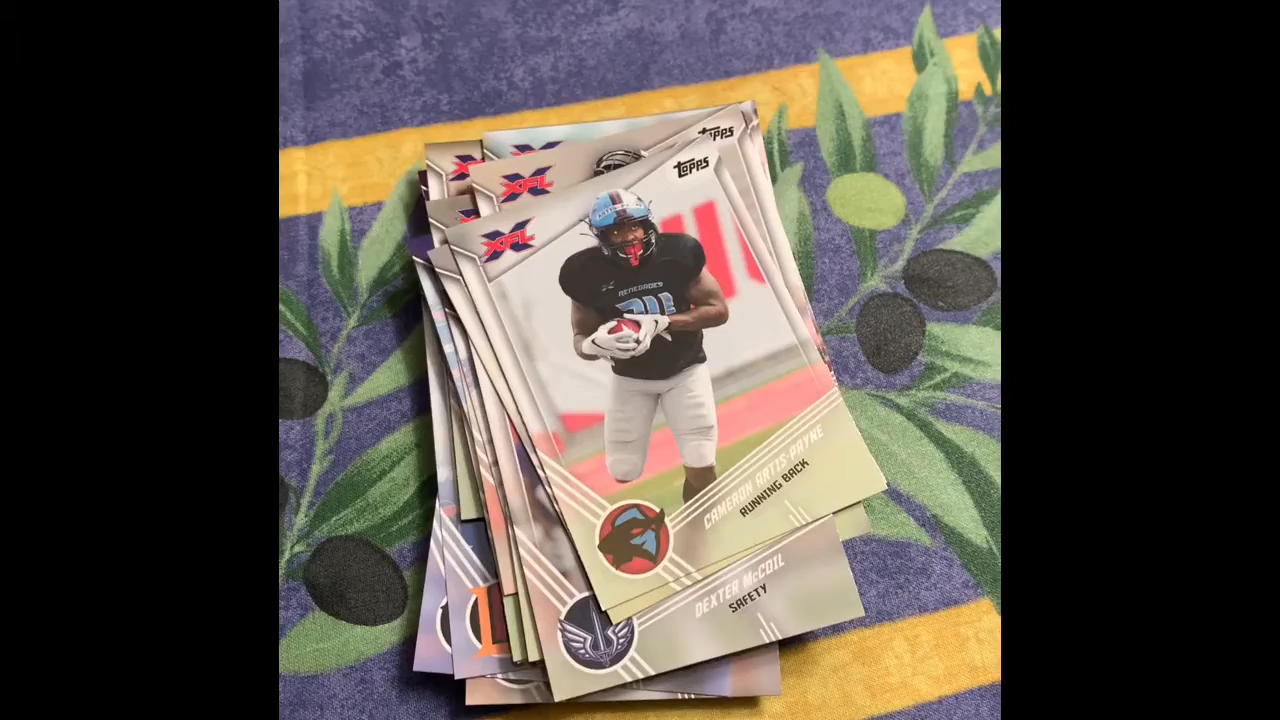 TOPPS
TOPPS
XFL
XFL
RENEGADES
CAMERON ARTIS-PAYNE
RUNNING BACK
DEXTER McCOIL
SAFETY